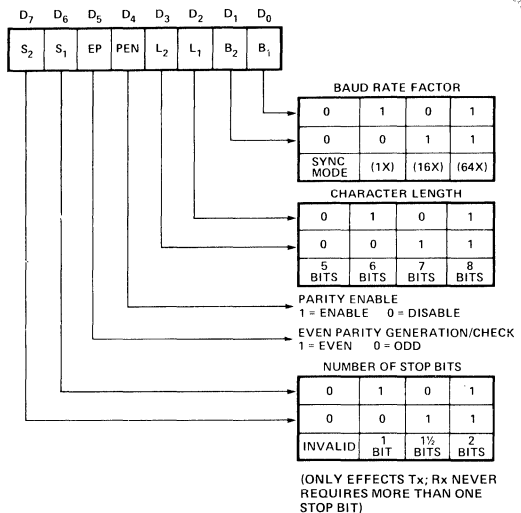 D7 D6 D5 D4 D3 D2 D1 D0
S2 S1 EP PEN L2 L1 B2 B1
BAUD RATE FACTOR
0 1 0 1
0 0 1 1
SYNC MODE (1X) (16X) (64X)
CHARACTER LENGTH
0 1 0 1
0 0 1 1
5 BITS 6 BITS 7 BITS 8 BITS
PARITY ENABLE
1 = ENABLE 0 = DISABLE
EVEN PARITY GENERATION/CHECK
1 = EVEN 0 = ODD
NUMBER OF STOP BITS
0 1 0 1
0 0 1 1
INVALID 1 BIT 1½ BITS 2 BITS
(ONLY EFFECTS Tx; Rx NEVER
REQUIRES MORE THAN ONE
STOP BIT)